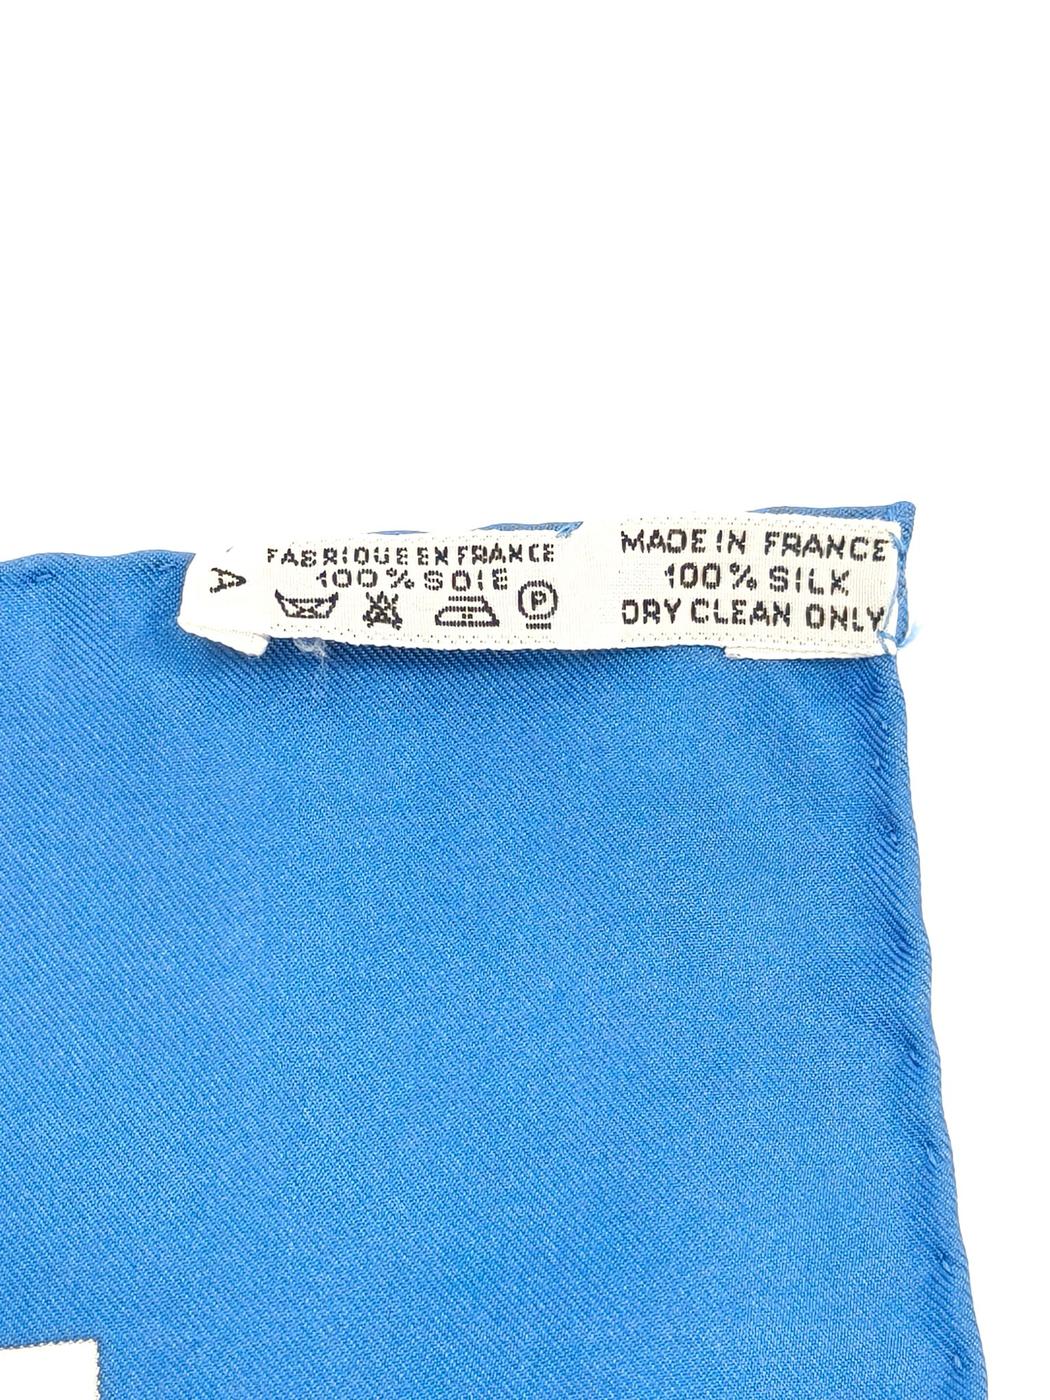 A
FABRIQUE EN FRANCE
100% SOIE
P
MADE IN FRANCE
100% SILK
DRY CLEAN ONLY